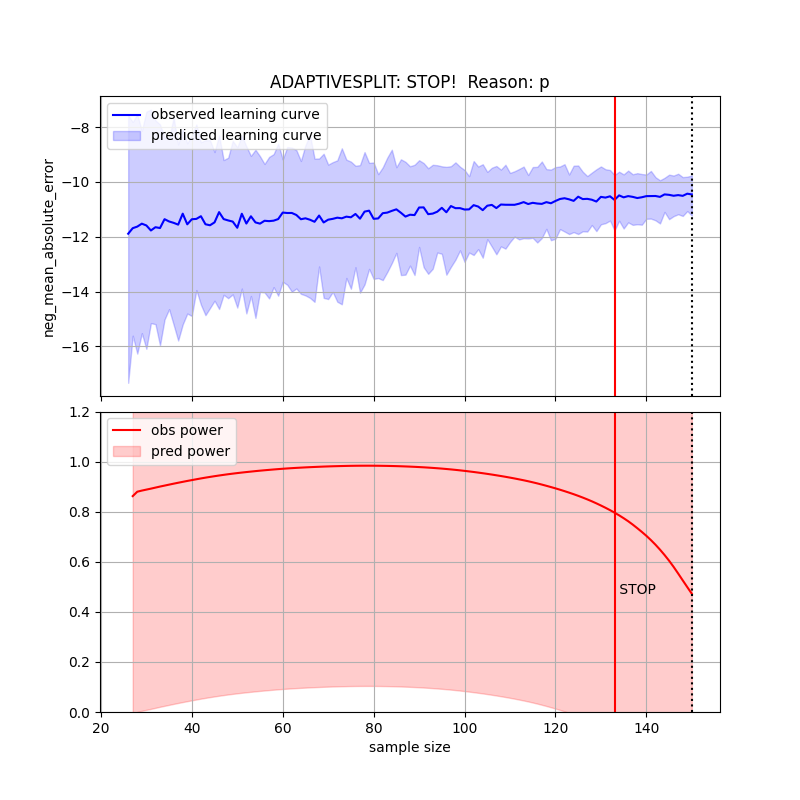 ADAPTIVESPLIT: STOP!  Reason: p
observed learning curve
predicted learning curve
neg_mean_absolute_error
−8
−10
−12
−14
−16
obs power
pred power
1.2
1.0
0.8
0.6
0.4
0.2
0.0
STOP
20 40 60 80 100 120 140
sample size